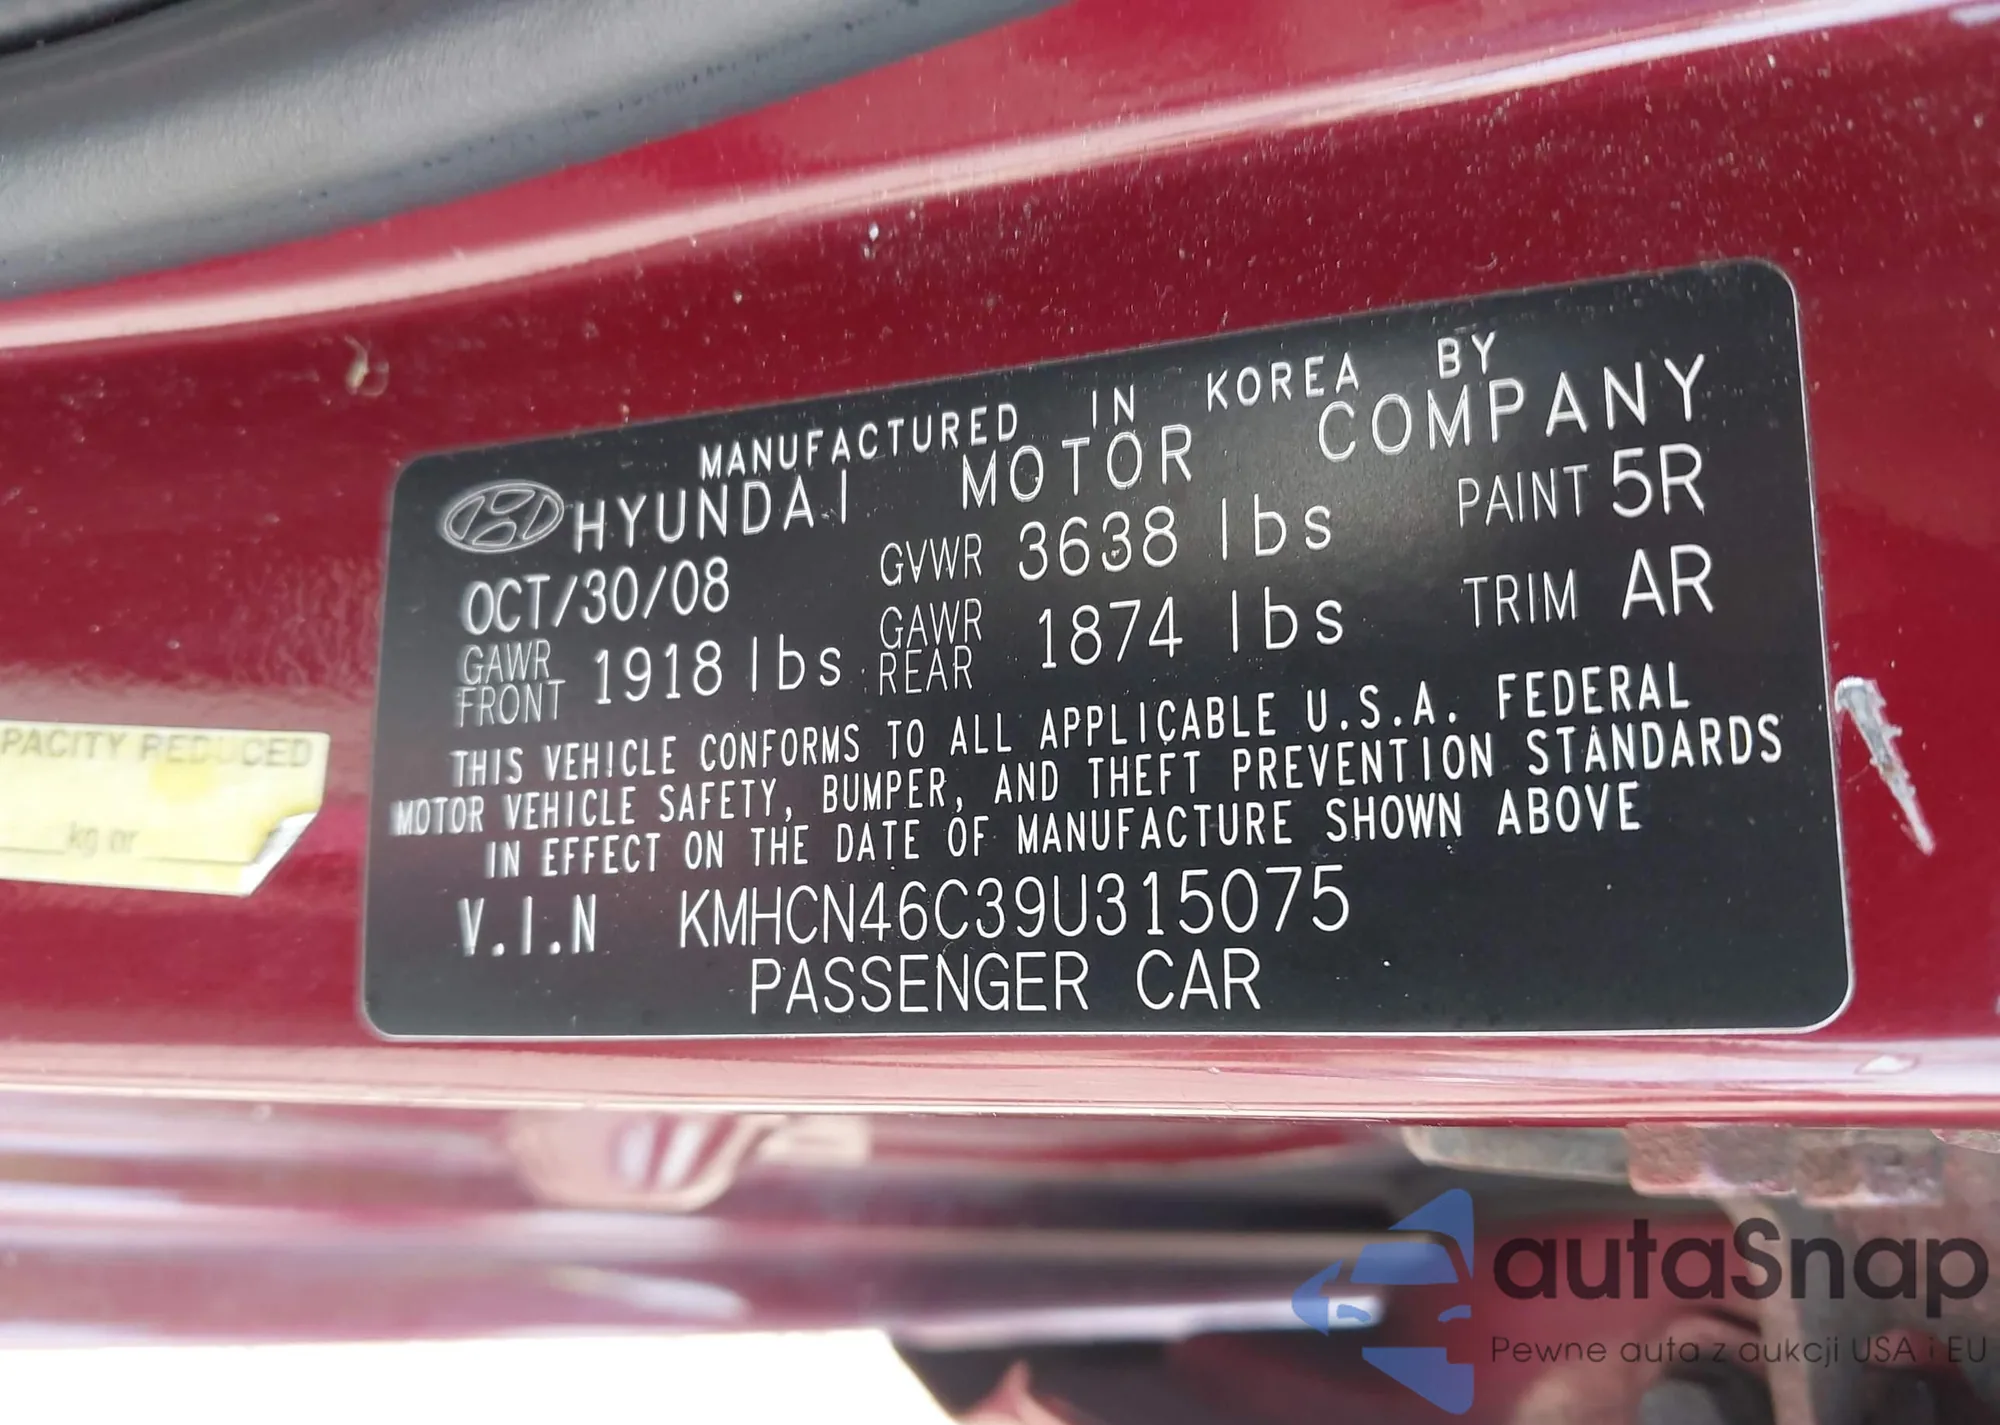 MANUFACTURED IN KOREA BY
HYUNDAI MOTOR COMPANY
OCT/30/08 GVWR 3638 lbs PAINT 5R
GAWR FRONT 1918 lbs GAWR REAR 1874 lbs TRIM AR
THIS VEHICLE CONFORMS TO ALL APPLICABLE U.S.A. FEDERAL
MOTOR VEHICLE SAFETY, BUMPER, AND THEFT PREVENTION STANDARDS
IN EFFECT ON THE DATE OF MANUFACTURE SHOWN ABOVE
V.I.N KMHCN46C39U315075
PASSENGER CAR
PACITY REDUCED
kg or
autaSnap
Pewne auta z aukcji USA i EU